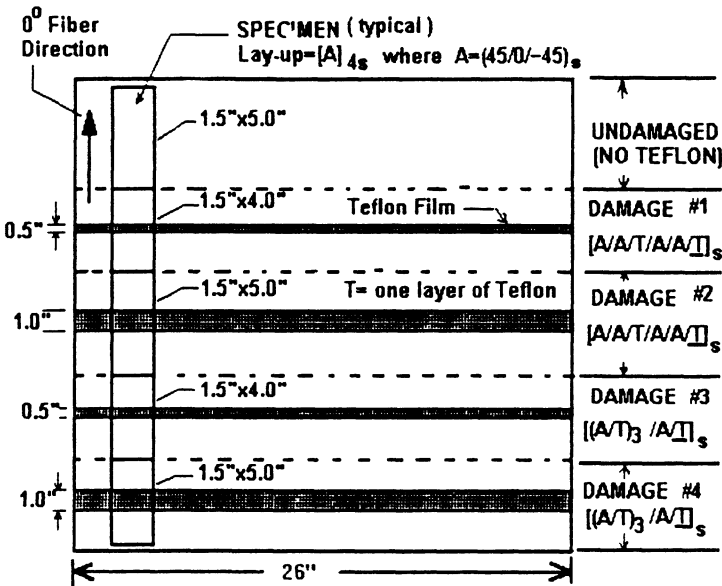 0° Fiber
Direction
SPEC'MEN (typical)
Lay-up=[A] 4s where A=(45/0/-45)s
1.5"x5.0"
UNDAMAGED
(NO TEFLON)
1.5"x4.0"
Teflon Film
0.5"
DAMAGE #1
[A/A/T/A/A/T]s
1.5"x5.0"
T= one layer of Teflon
1.0"
DAMAGE #2
[A/A/T/A/A/T]s
1.5"x4.0"
0.5"
DAMAGE #3
[(A/T)3 /A/T]s
1.5"x5.0"
1.0"
DAMAGE #4
[(A/T)3 /A/T]s
26"